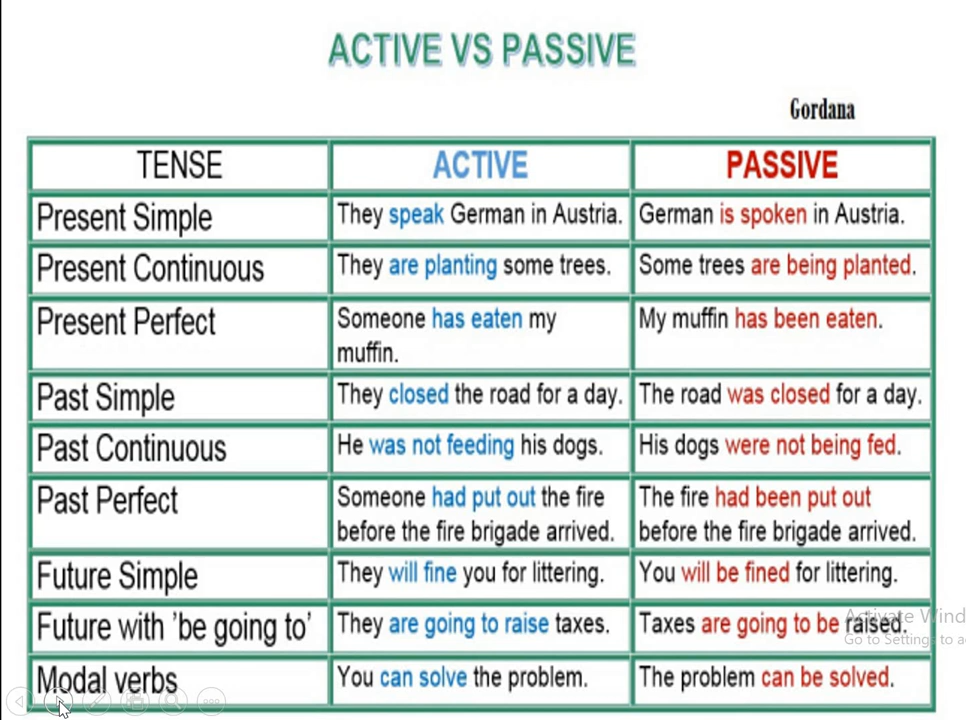 ACTIVE VS PASSIVE
Gordana
TENSE
ACTIVE
PASSIVE
Present Simple
They speak German in Austria.
German is spoken in Austria.
Present Continuous
They are planting some trees.
Some trees are being planted.
Present Perfect
Someone has eaten my
muffin.
My muffin has been eaten.
Past Simple
They closed the road for a day.
The road was closed for a day.
Past Continuous
He was not feeding his dogs.
His dogs were not being fed.
Past Perfect
Someone had put out the fire
before the fire brigade arrived.
The fire had been put out
before the fire brigade arrived.
Future Simple
They will fine you for littering.
You will be fined for littering.
Future with 'be going to'
They are going to raise taxes.
Taxes are going to be raised.
Activate Wind
Go to Settings to a
Modal verbs
You can solve the problem.
The problem can be solved.